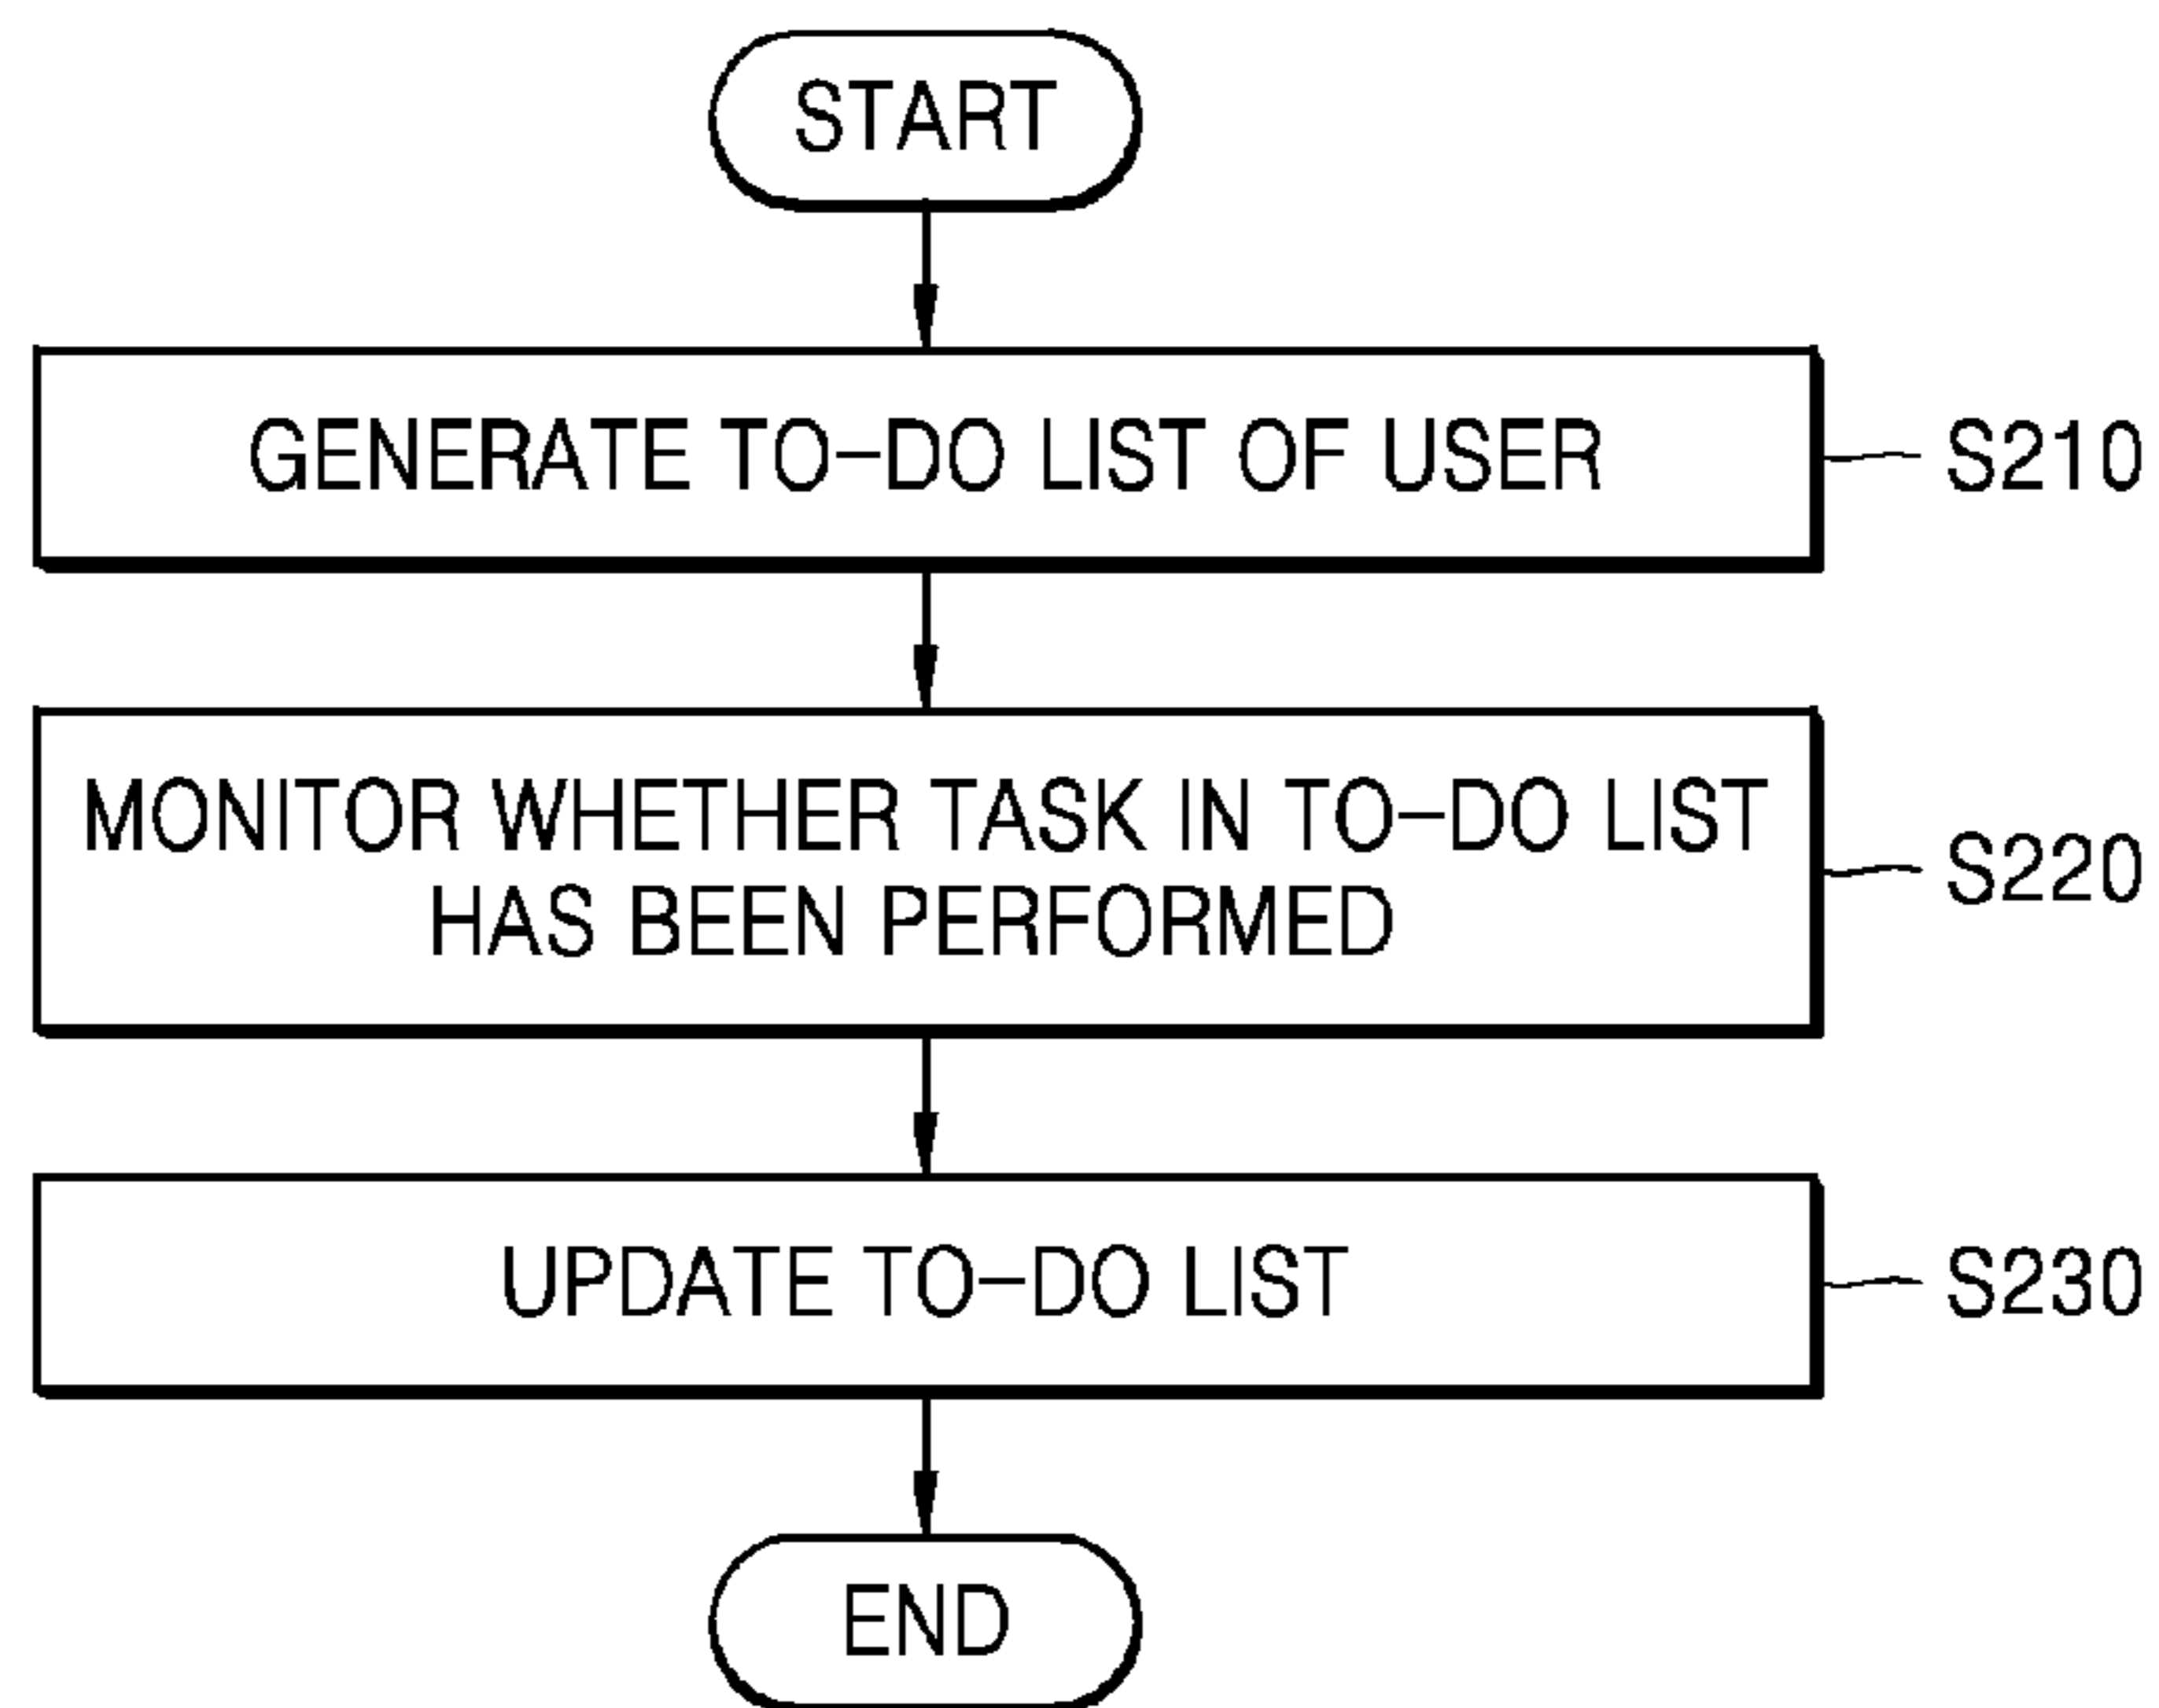 START
GENERATE TO-DO LIST OF USER
S210
MONITOR WHETHER TASK IN TO-DO LIST
HAS BEEN PERFORMED
S220
UPDATE TO-DO LIST
S230
END